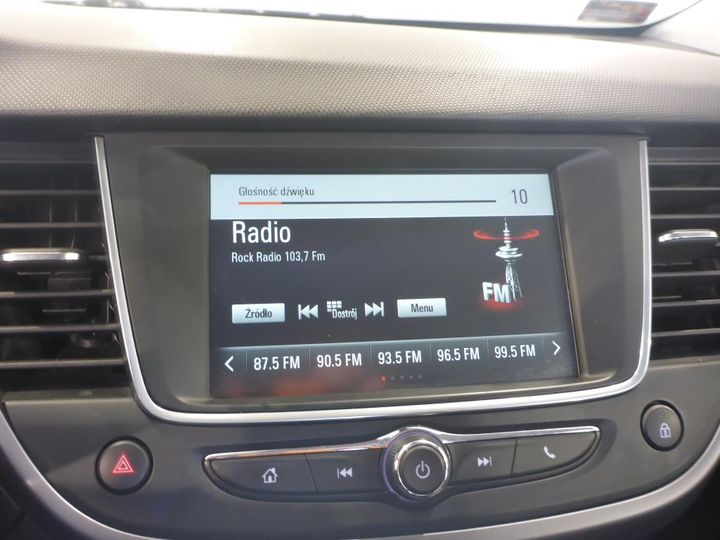 Głośność dźwięku 10
Radio
Rock Radio 103,7 Fm
FM
Źródło Dostrój Menu
87.5 FM 90.5 FM 93.5 FM 96.5 FM 99.5 FM